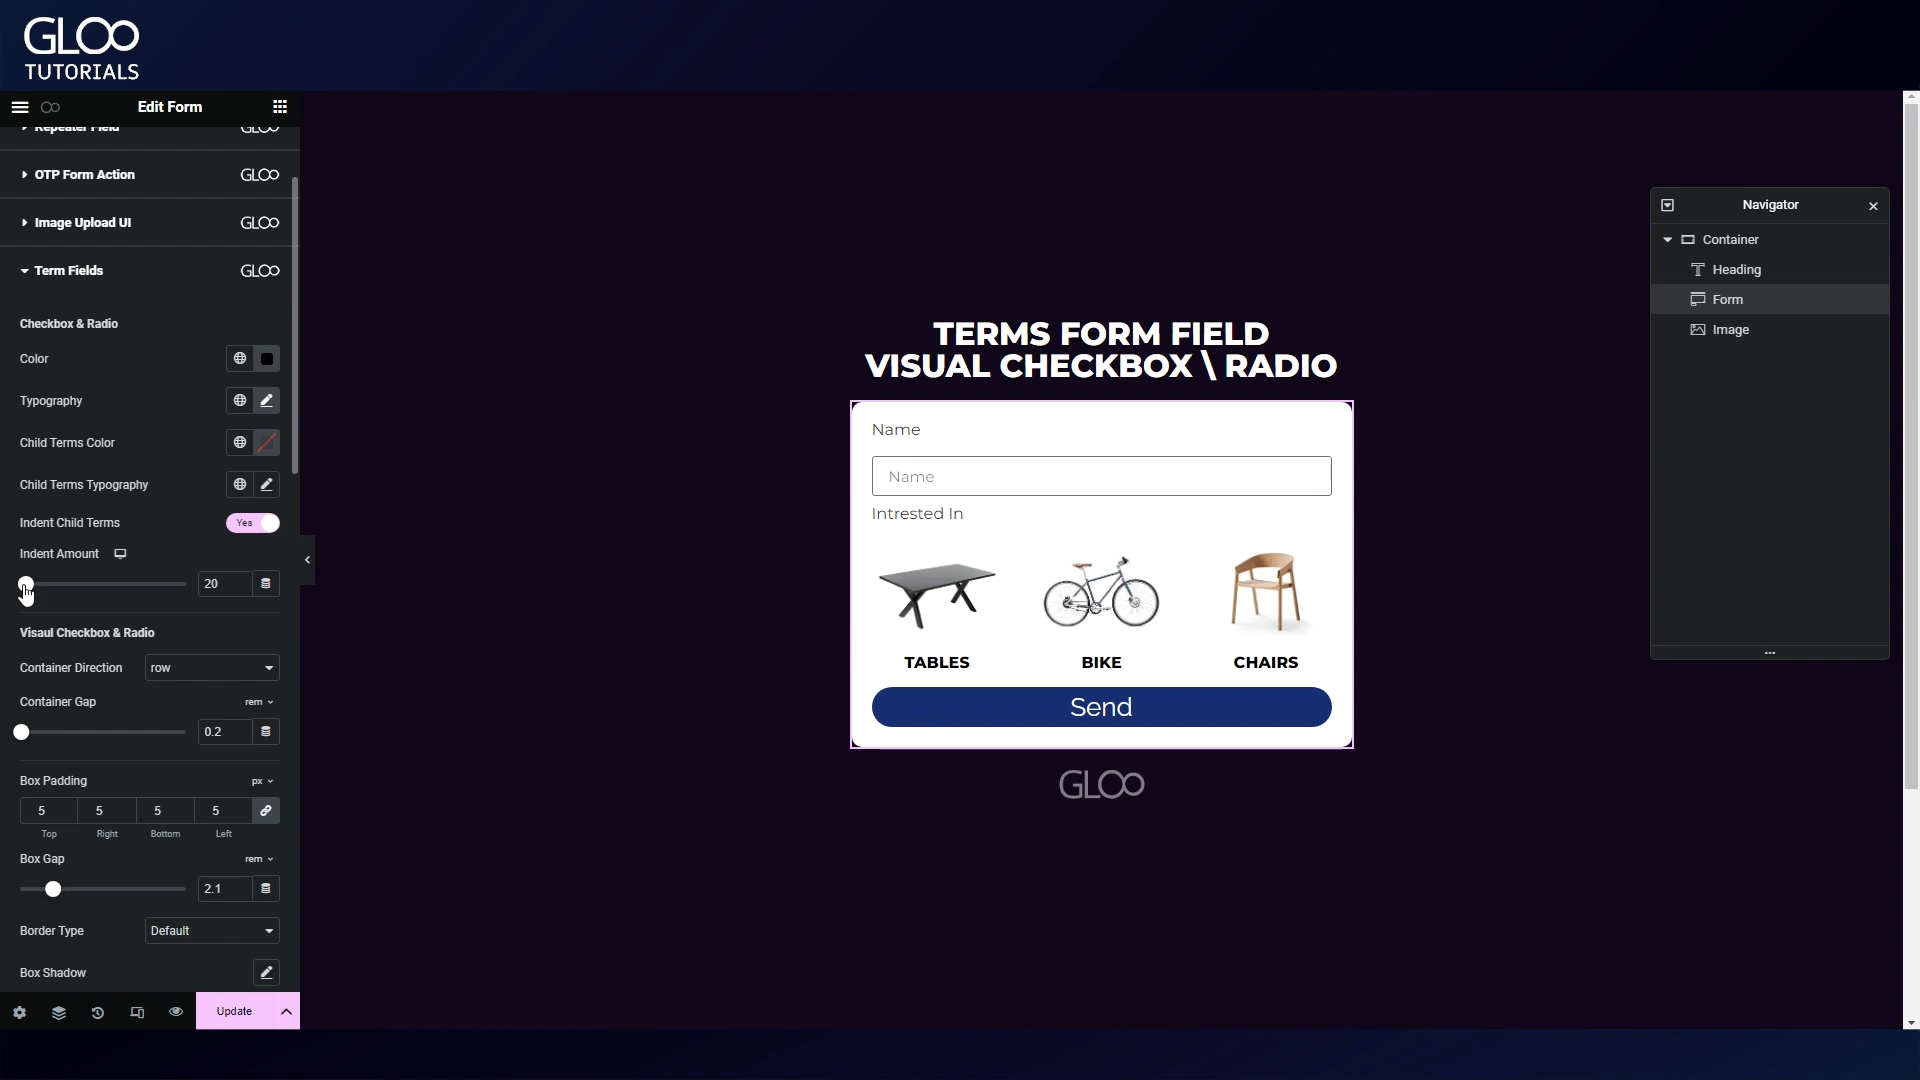 GLOO
TUTORIALS
Edit Form
Repeater Field GLOO
OTP Form Action GLOO
Image Upload UI GLOO
Term Fields GLOO
Checkbox & Radio
Color
Typography
Child Terms Color
Child Terms Typography
Indent Child Terms Yes
Indent Amount
20
Visaul Checkbox & Radio
Container Direction row
Container Gap rem
0.2
Box Padding px
5 5 5 5
Top Right Bottom Left
Box Gap rem
2.1
Border Type Default
Box Shadow
Update
TERMS FORM FIELD
VISUAL CHECKBOX \ RADIO
Name
Name
Intrested In
TABLES BIKE CHAIRS
Send
GLOO
Navigator
Container
Heading
Form
Image